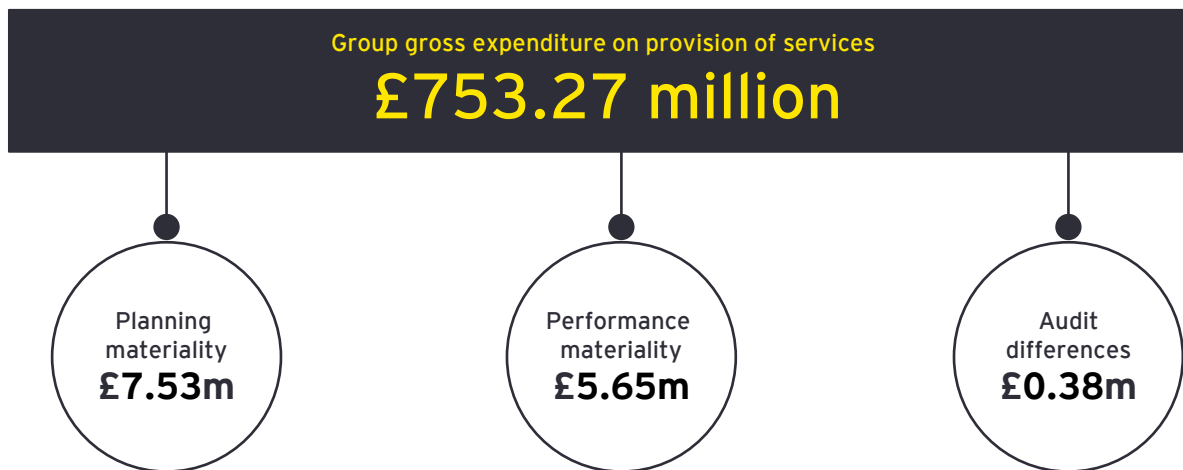 Group gross expenditure on provision of services
£753.27 million
Planning
materiality
£7.53m
Performance
materiality
£5.65m
Audit
differences
£0.38m